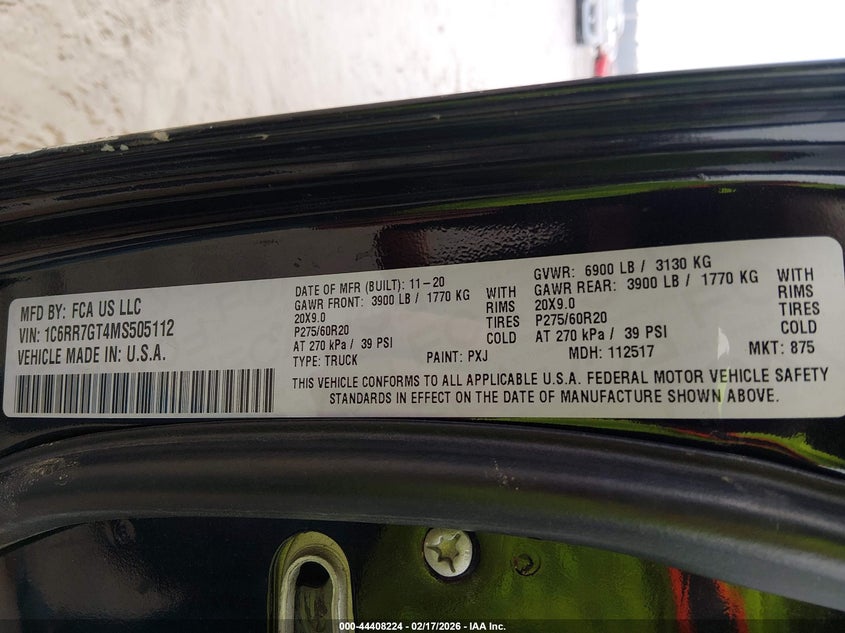 MFD BY: FCA US LLC
VIN: 1C6RR7GT4MS505112
VEHICLE MADE IN: U.S.A.
DATE OF MFR (BUILT): 11-20
GAWR FRONT: 3900 LB / 1770 KG WITH
20X9.0 RIMS
P275/60R20 TIRES
AT 270 kPa / 39 PSI COLD
TYPE: TRUCK PAINT: PXJ
GVWR: 6900 LB / 3130 KG
GAWR REAR: 3900 LB / 1770 KG WITH
20X9.0 RIMS
P275/60R20 TIRES
AT 270 kPa / 39 PSI COLD
MDH: 112517 MKT: 875
THIS VEHICLE CONFORMS TO ALL APPLICABLE U.S.A. FEDERAL MOTOR VEHICLE SAFETY
STANDARDS IN EFFECT ON THE DATE OF MANUFACTURE SHOWN ABOVE.
000-44408224 - 02/17/2026 - IAA Inc.